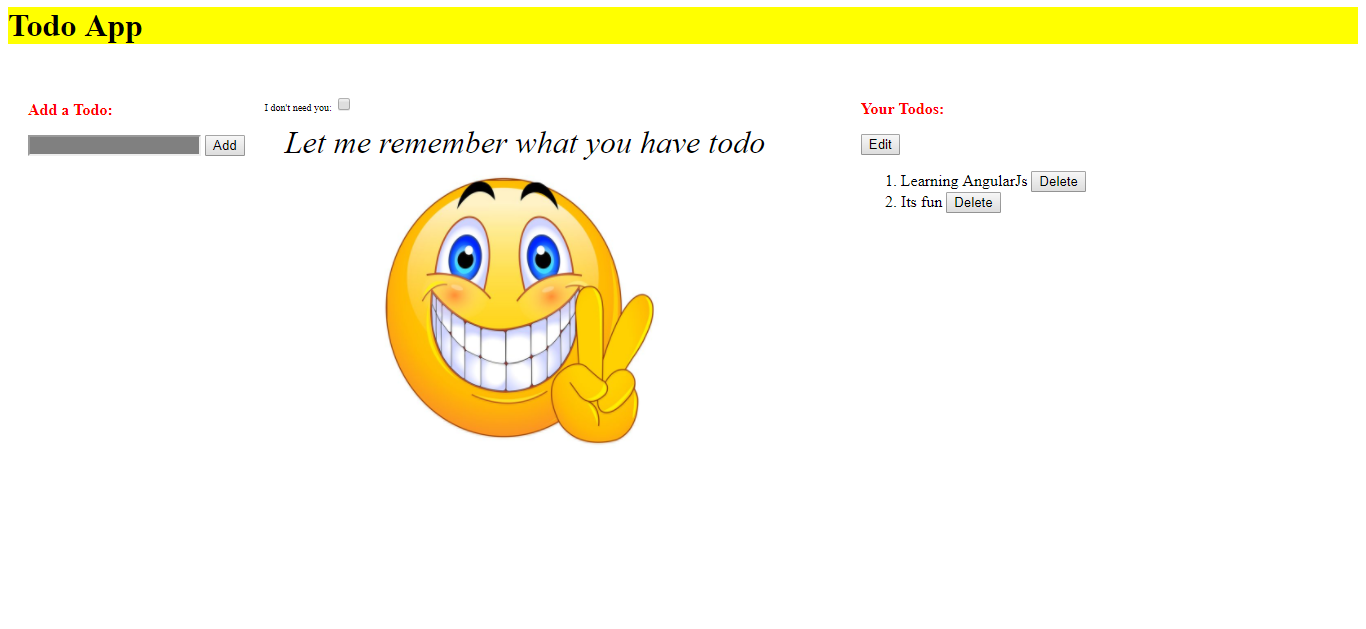 Todo App
Add a Todo:
Add
I don't need you:
Let me remember what you have todo
Your Todos:
Edit
1. Learning AngularJs Delete
2. Its fun Delete